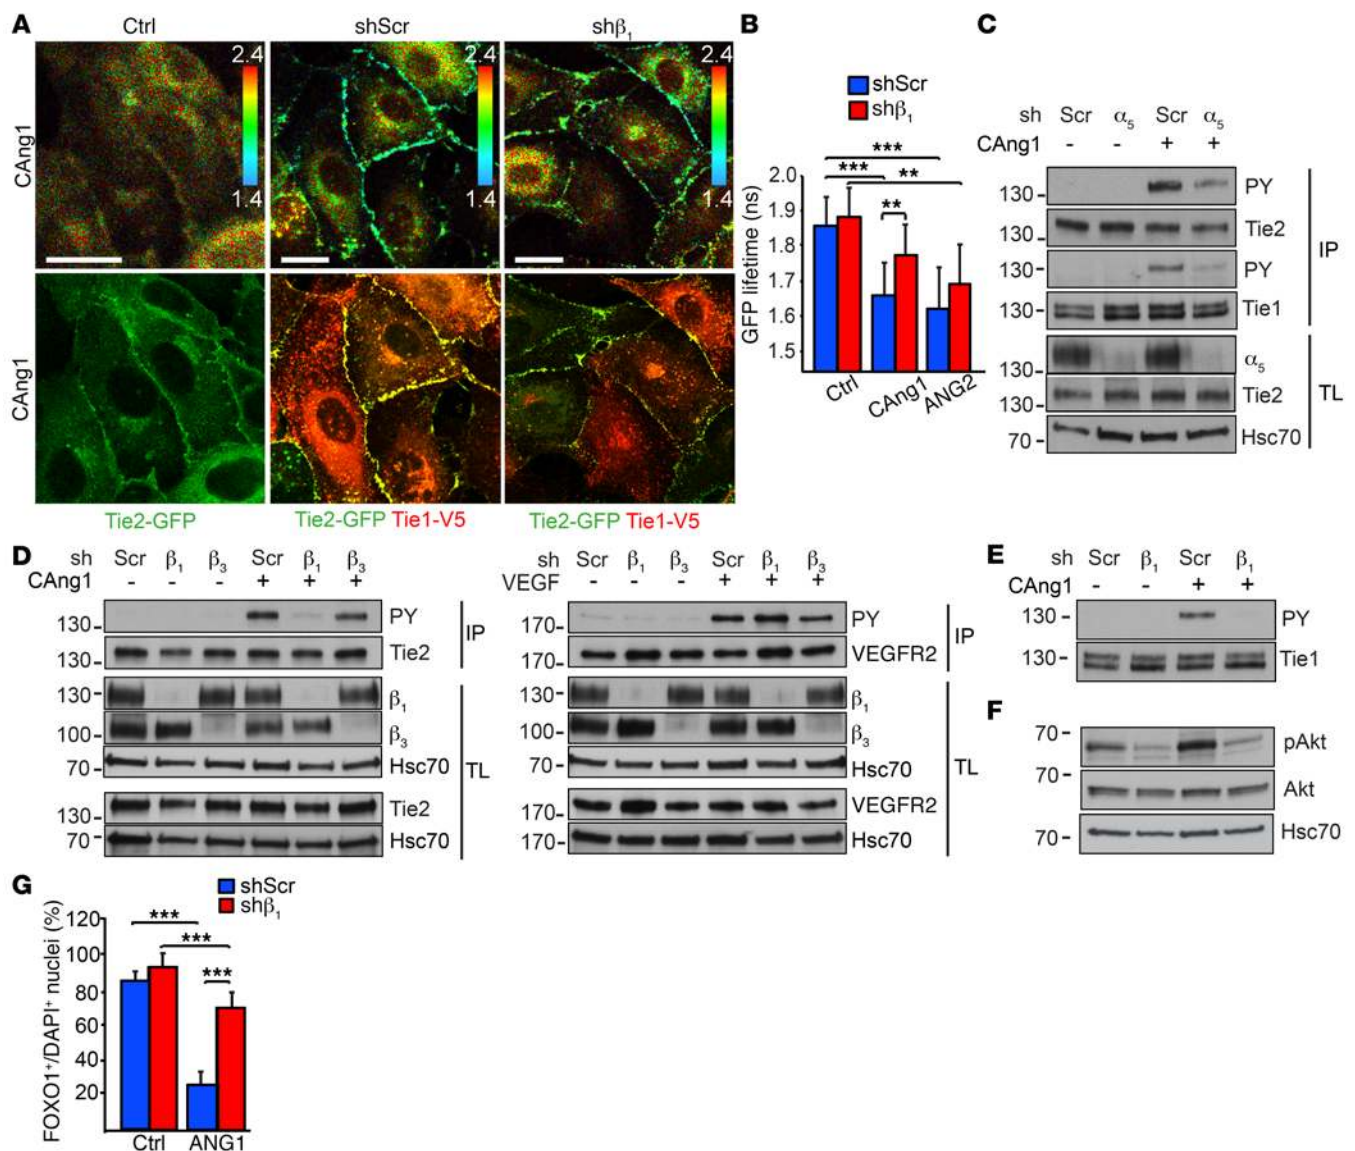 A
Ctrl
shScr
shβ1
CAng1
2.4
1.4
2.4
1.4
2.4
1.4
CAng1
Tie2-GFP
Tie2-GFP Tie1-V5
Tie2-GFP Tie1-V5
B
shScr
shβ1
***
***
**
**
GFP lifetime (ns)
2.0
1.9
1.8
1.7
1.6
1.5
Ctrl
CAng1
ANG2
C
sh Scr α5 Scr α5
CAng1 - - + +
130 PY
130 Tie2
130 PY
130 Tie1
IP
130 α5
130 Tie2
70 Hsc70
TL
D
sh Scr β1 β3 Scr β1 β3
CAng1 - - - + + +
130 PY
130 Tie2
IP
130 β1
100 β3
70 Hsc70
130 Tie2
70 Hsc70
TL
sh Scr β1 β3 Scr β1 β3
VEGF - - - + + +
170 PY
170 VEGFR2
IP
130 β1
100 β3
70 Hsc70
170 VEGFR2
170 Hsc70
TL
E
sh Scr β1 Scr β1
CAng1 - - + +
130 PY
130 Tie1
F
70 pAkt
70 Akt
70 Hsc70
G
shScr
shβ1
***
***
***
FOXO1+/DAPI+ nuclei (%)
120
100
80
60
40
20
Ctrl
ANG1